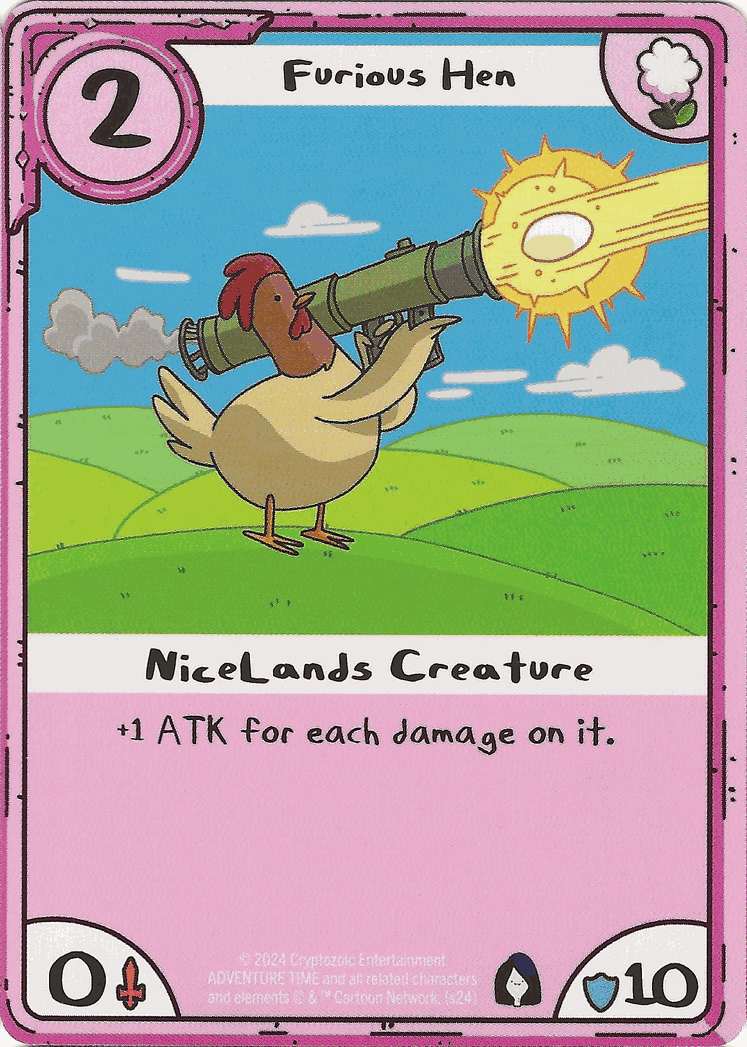 2
Furious Hen
NiceLands Creature
+1 ATK for each damage on it.
0
© 2024 Cryptozoic Entertainment
ADVENTURE TIME and all related characters
and elements © & ™ Cartoon Network. (s24)
10